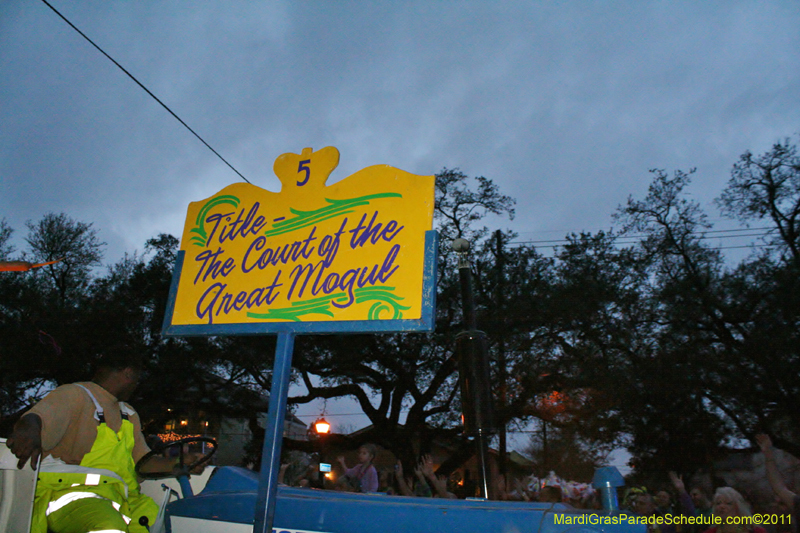 5
Title -
The Court of the
Great Mogul
MardiGrasParadeSchedule.com©2011